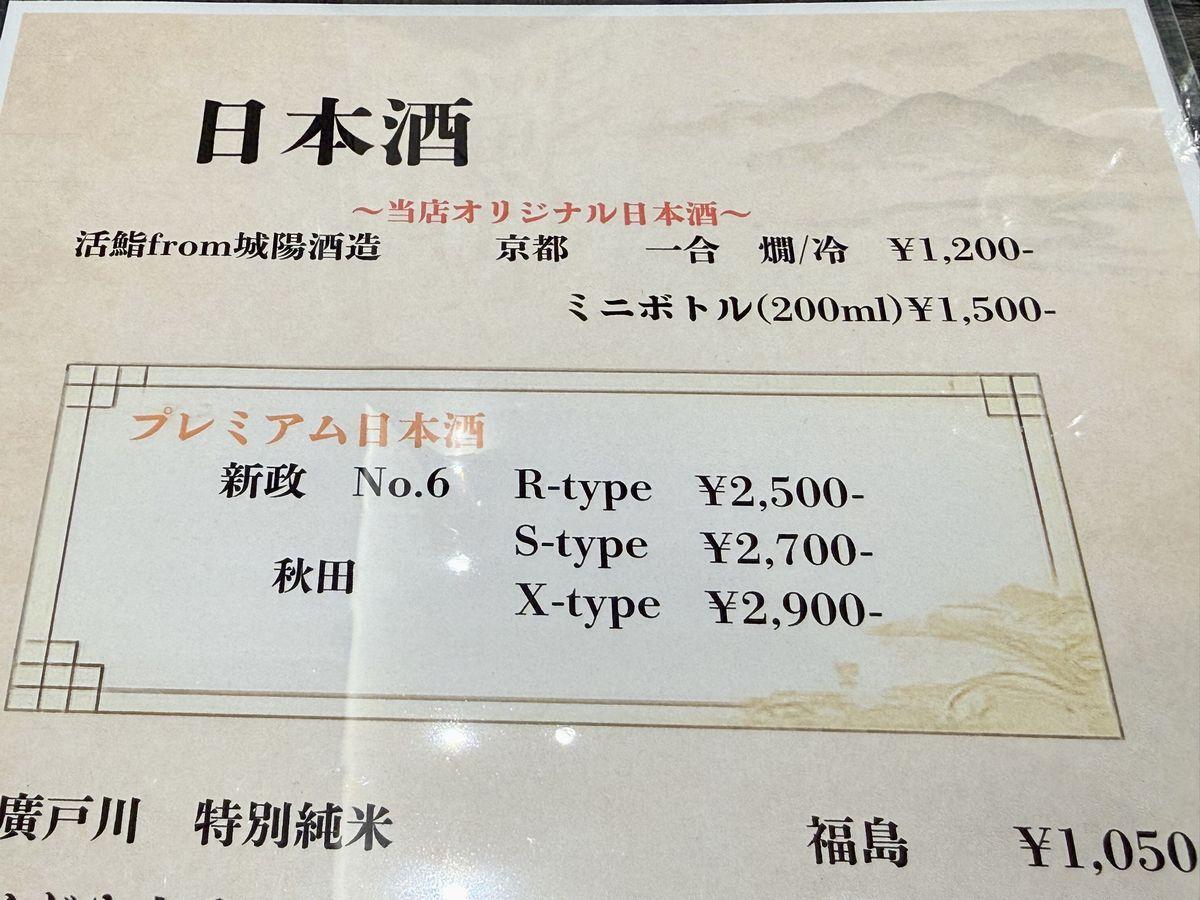 日本酒
～当店オリジナル日本酒～
活鮨from城陽酒造 京都 一合 燗/冷 ¥1,200-
ミニボトル(200ml)¥1,500-
プレミアム日本酒
新政 No.6 R-type ¥2,500-
S-type ¥2,700-
秋田
X-type ¥2,900-
廣戸川 特別純米 福島 ¥1,050